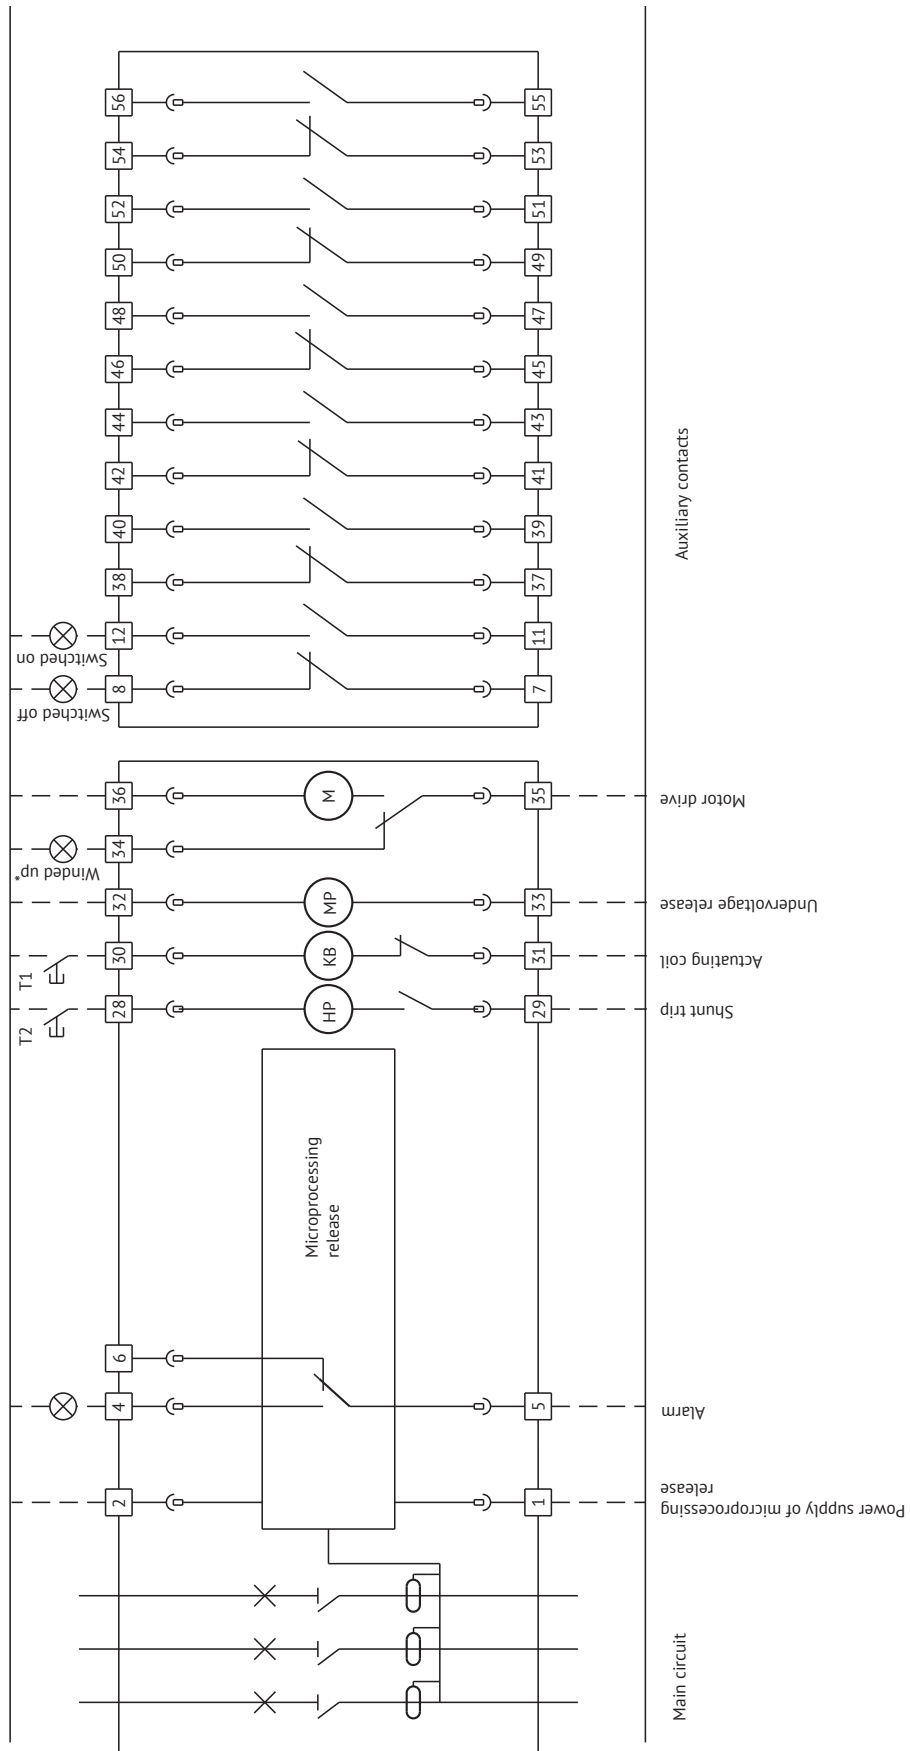 56
55
54
53
52
51
50
49
48
47
46
45
44
43
42
41
Auxiliary contacts
40
39
38
37
12
11
Switched on
8
7
Switched off
36
M
35
Motor drive
34
Winded up*
32
MP
33
Undervoltage release
30
KB
31
Actuating coil
T1
28
HP
29
Shunt trip
T2
Microprocessing
release
6
4
5
Alarm
2
1
Power supply of microprocessing
release
Main circuit